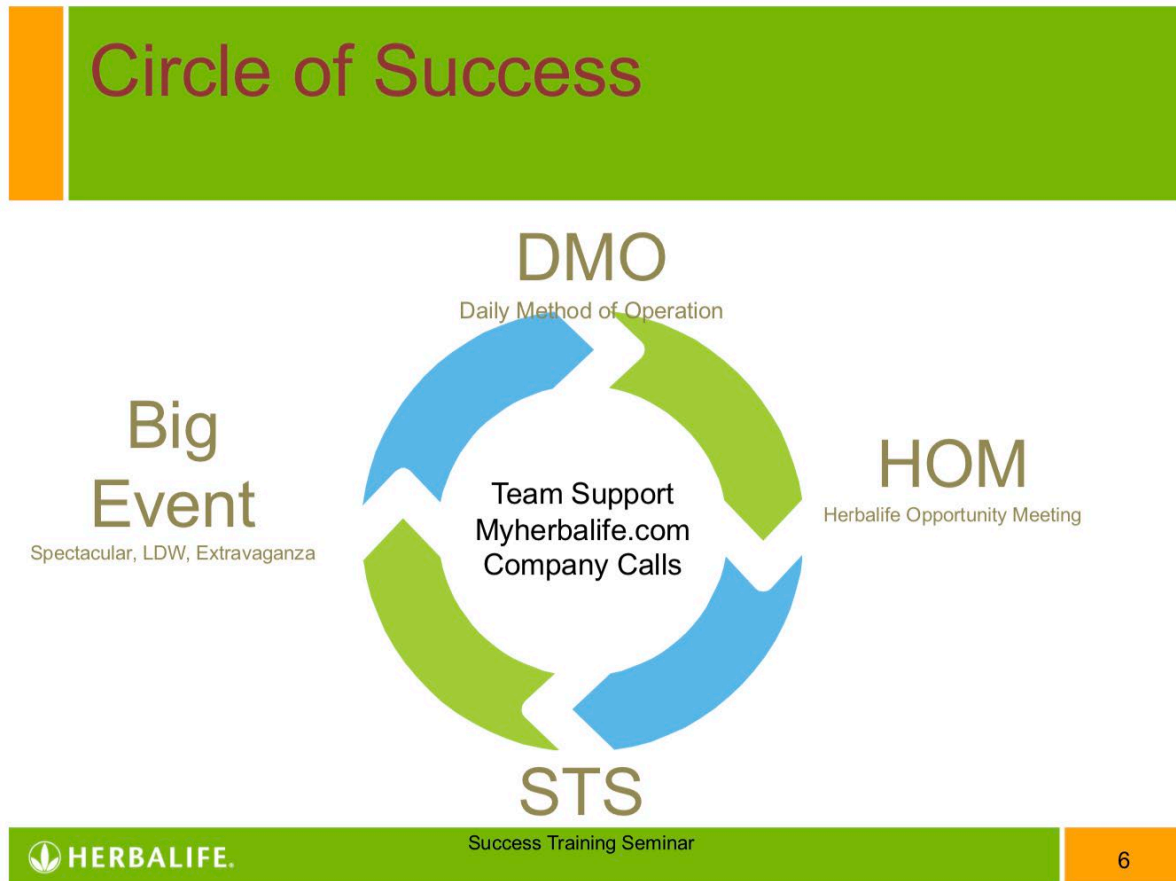 Circle of Success
DMO
Daily Method of Operation
Big
Event
Spectacular, LDW, Extravaganza
Team Support
Myherbalife.com
Company Calls
HOM
Herbalife Opportunity Meeting
STS
Success Training Seminar
HERBALIFE.
6